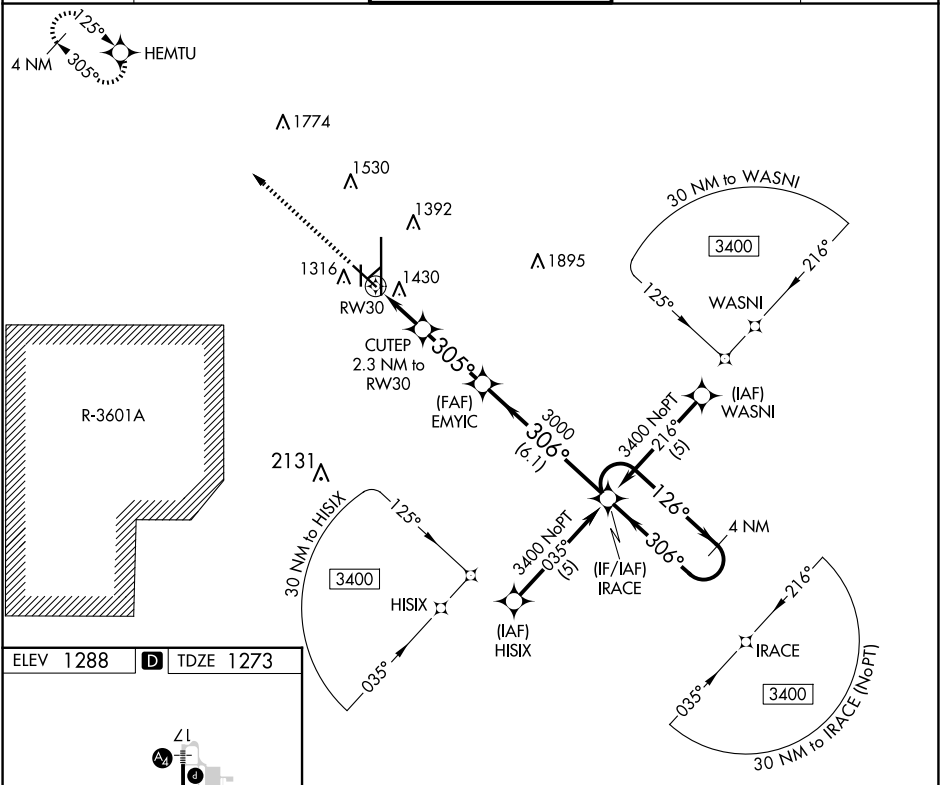 125°
HEMTU
4 NM
305°
1774
1530
1392
1316
1430
1895
RW30
CUTEP
2.3 NM to
RW30
305°
(FAF)
EMYIC
3000
306°
(6.1)
30 NM to WASNI
3400
216°
125°
WASNI
(IAF)
WASNI
3400 NoPT
216°
(5)
R-3601A
2131
126°
4 NM
306°
(IF/IAF)
IRACE
3400 NoPT
035°
(5)
(IAF)
HISIX
30 NM to HISIX
125°
3400
HISIX
035°
216°
IRACE
035°
3400
30 NM to IRACE (NoPT)
ELEV 1288 D TDZE 1273
17
A4
P